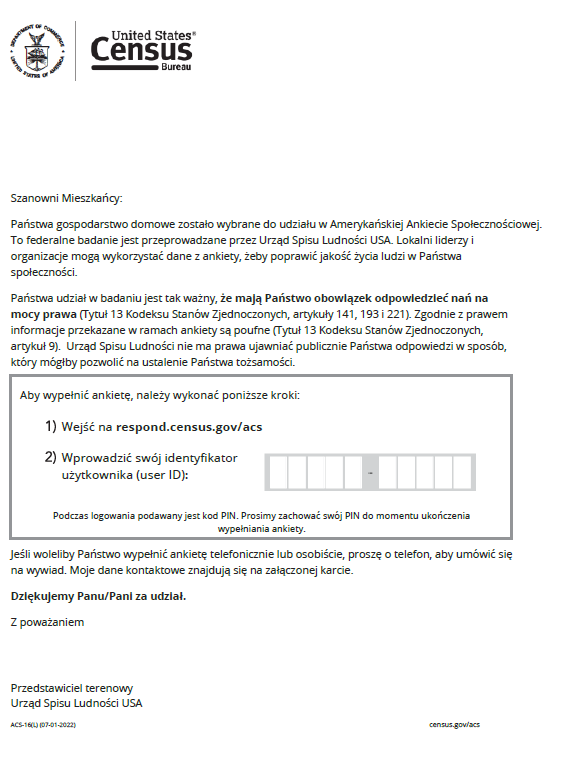 DEPARTMENT OF COMMERCE
UNITED STATES OF AMERICA
United States®
Census
Bureau
Szanowni Mieszkańcy:
Państwa gospodarstwo domowe zostało wybrane do udziału w Amerykańskiej Ankiecie Społecznościowej.
To federalne badanie jest przeprowadzane przez Urząd Spisu Ludności USA. Lokalni liderzy i
organizacje mogą wykorzystać dane z ankiety, żeby poprawić jakość życia ludzi w Państwa
społeczności.
Państwa udział w badaniu jest tak ważny, że mają Państwo obowiązek odpowiedzieć nań na
mocy prawa (Tytuł 13 Kodeksu Stanów Zjednoczonych, artykuły 141, 193 i 221). Zgodnie z prawem
informacje przekazane w ramach ankiety są poufne (Tytuł 13 Kodeksu Stanów Zjednoczonych,
artykuł 9). Urząd Spisu Ludności nie ma prawa ujawniać publicznie Państwa odpowiedzi w sposób,
który mógłby pozwolić na ustalenie Państwa tożsamości.
Aby wypełnić ankietę, należy wykonać poniższe kroki:
1) Wejść na respond.census.gov/acs
2) Wprowadzić swój identyfikator
użytkownika (user ID):
-
Podczas logowania podawany jest kod PIN. Prosimy zachować swój PIN do momentu ukończenia
wypełniania ankiety.
Jeśli woleliby Państwo wypełnić ankietę telefonicznie lub osobiście, proszę o telefon, aby umówić się
na wywiad. Moje dane kontaktowe znajdują się na załączonej karcie.
Dziękujemy Panu/Pani za udział.
Z poważaniem
Przedstawiciel terenowy
Urząd Spisu Ludności USA
ACS-16(L) (07-01-2022)
census.gov/acs